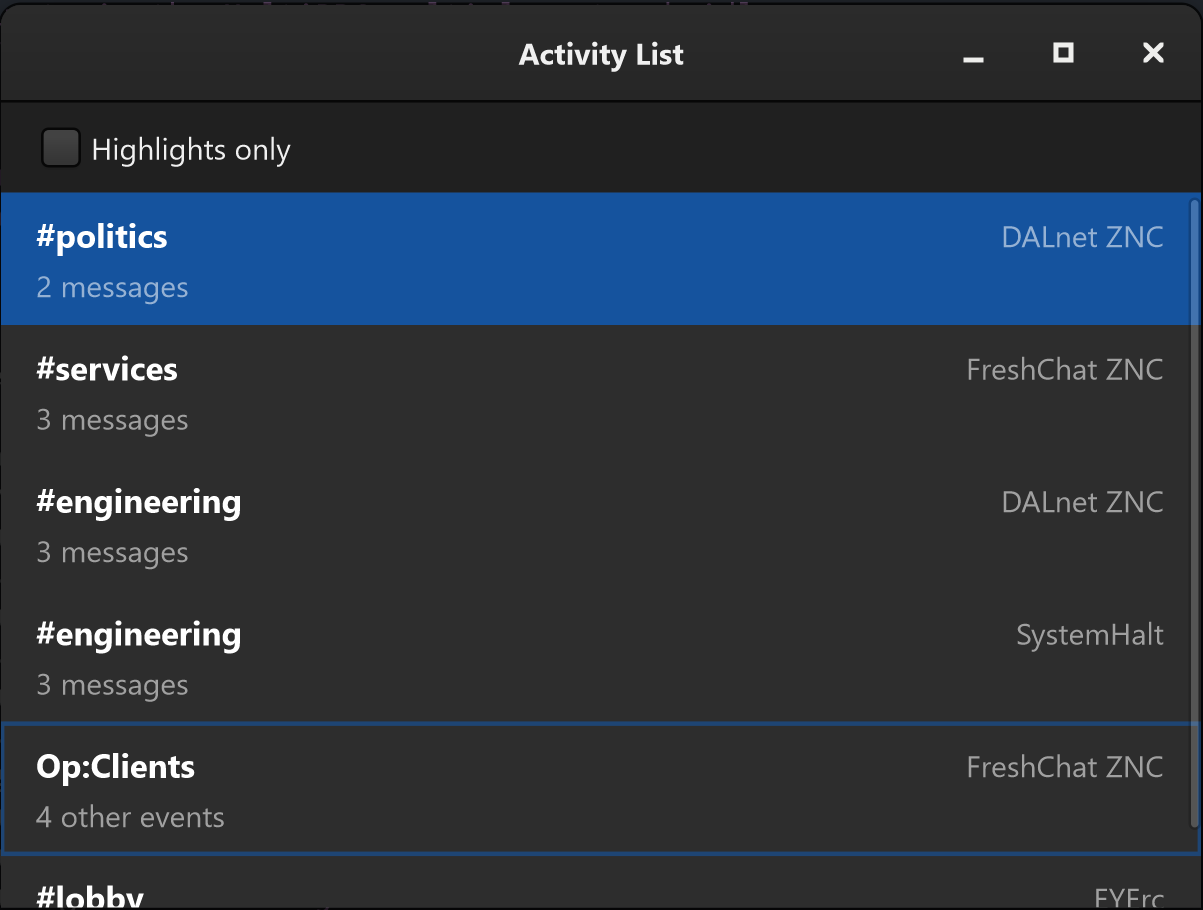 Activity List
Highlights only
#politics DALnet ZNC
2 messages
#services FreshChat ZNC
3 messages
#engineering DALnet ZNC
3 messages
#engineering SystemHalt
3 messages
Op:Clients FreshChat ZNC
4 other events
#lobby